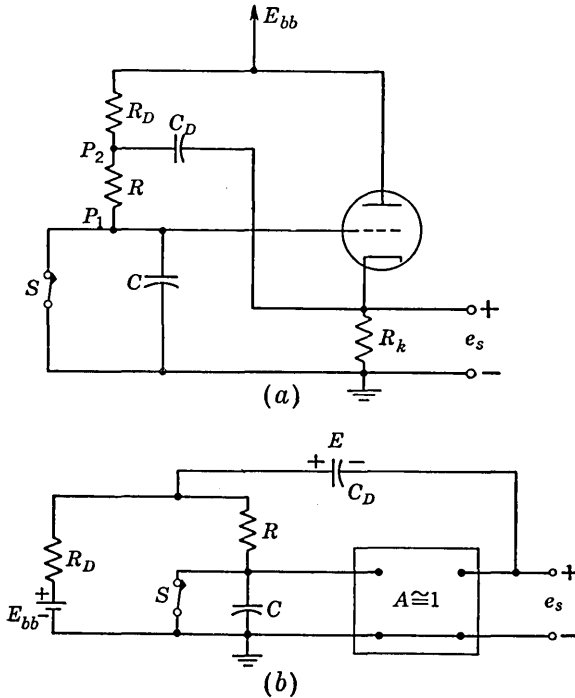 E_bb
R_D
C_D
P_2
R
P_1
S
C
+
R_k
e_s
−
(a)
E
+ −
C_D
R
R_D
+
S
E_bb
-
C
A≅1
+
e_s
−
(b)